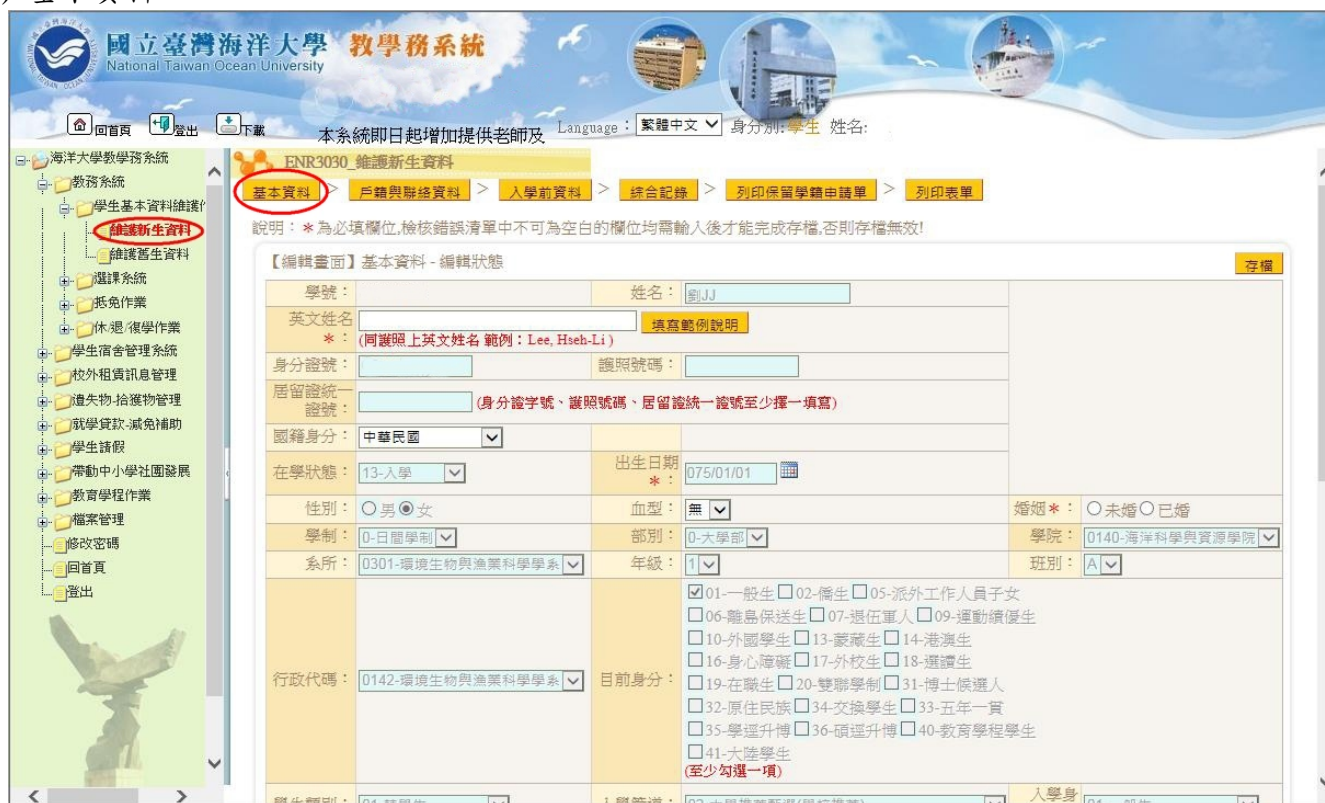 基本資料
國立臺灣海洋大學 教學務系統
National Taiwan Ocean University
回首頁 登出 下載 本系統即日起增加提供老師及 Language：繁體中文 身分別:學生 姓名:
海洋大學教學務系統
教務系統
學生基本資料維護
維護新生資料
維護舊生資料
選課系統
抵免作業
休/退/復學作業
學生宿舍管理系統
校外租賃訊息管理
遺失物-拾獲物管理
就學貸款-減免補助
學生請假
帶動中小學社團發展
教育學程作業
檔案管理
修改密碼
回首頁
登出
ENR3030_維護新生資料
基本資料 > 戶籍與聯絡資料 > 入學前資料 > 綜合記錄 > 列印保留學籍申請單 > 列印表單
說明：＊為必填欄位,檢核錯誤清單中不可為空白的欄位均需輸入後才能完成存檔,否則存檔無效!
【編輯畫面】基本資料 - 編輯狀態 存檔
學號： 姓名：劉JJ
英文姓名＊： 填寫範例說明
(同護照上英文姓名 範例：Lee, Hseh-Li )
身分證號： 護照號碼：
居留證統一證號： (身分證字號、護照號碼、居留證統一證號至少擇一填寫)
國籍身分：中華民國
在學狀態：13-入學 出生日期＊：075/01/01
性別：男 女 血型：無 婚姻＊：未婚 已婚
學制：0-日間學制 部別：0-大學部 學院：0140-海洋科學與資源學院
系所：0301-環境生物與漁業科學學系 年級：1 班別：A
行政代碼：0142-環境生物與漁業科學學系 目前身分：
01-一般生 02-僑生 05-派外工作人員子女
06-離島保送生 07-退伍軍人 09-運動績優生
10-外國學生 13-蒙藏生 14-港澳生
16-身心障礙 17-外校生 18-選讀生
19-在職生 20-雙聯學制 31-博士候選人
32-原住民族 34-交換學生 33-五年一貫
35-學逕升博 36-碩逕升博 40-教育學程學生
41-大陸學生
(至少勾選一項)
入學身